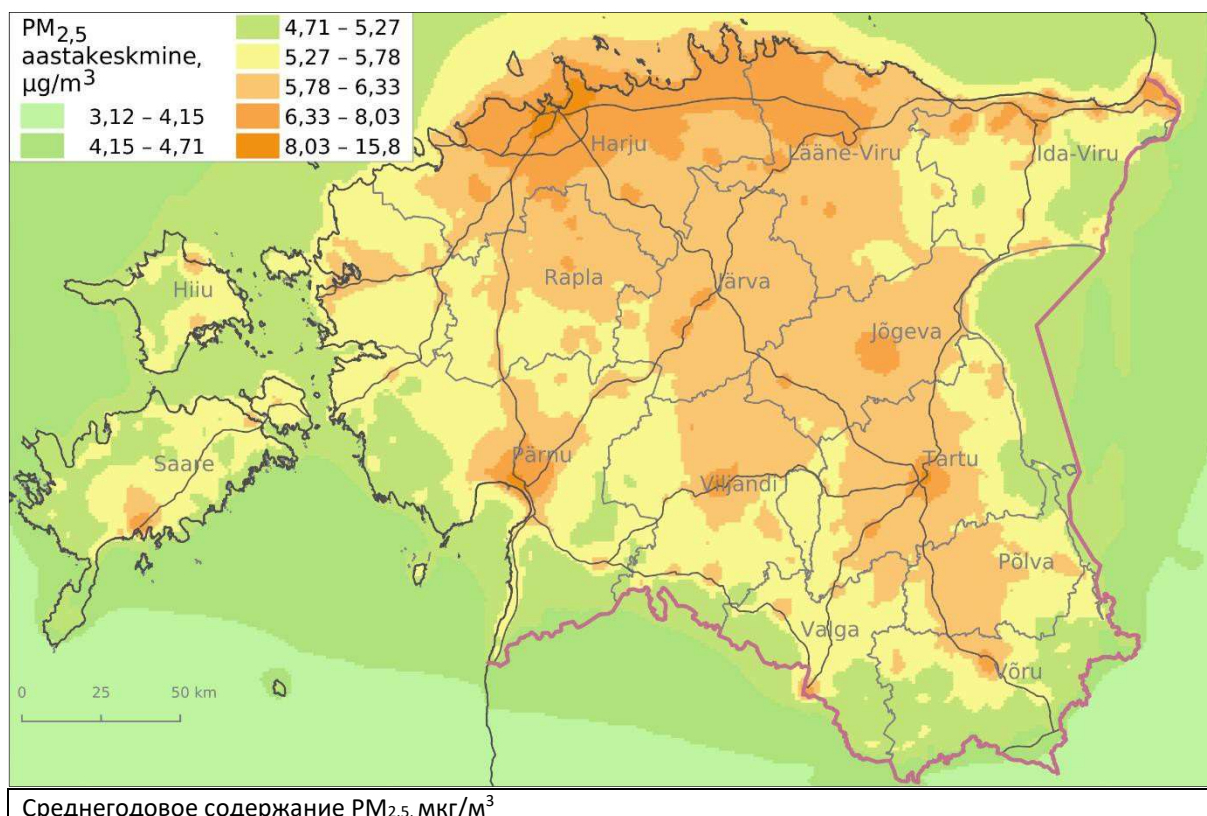 PM2,5
aastakeskmine,
µg/m³
3,12 – 4,15
4,15 – 4,71
4,71 – 5,27
5,27 – 5,78
5,78 – 6,33
6,33 – 8,03
8,03 – 15,8
Harju
Lääne-Viru
Ida-Viru
Hiiu
Rapla
Järva
Jõgeva
Saare
Pärnu
Viljandi
Tartu
Põlva
Valga
Võru
0 25 50 km
Среднегодовое содержание PM2,5, мкг/м³